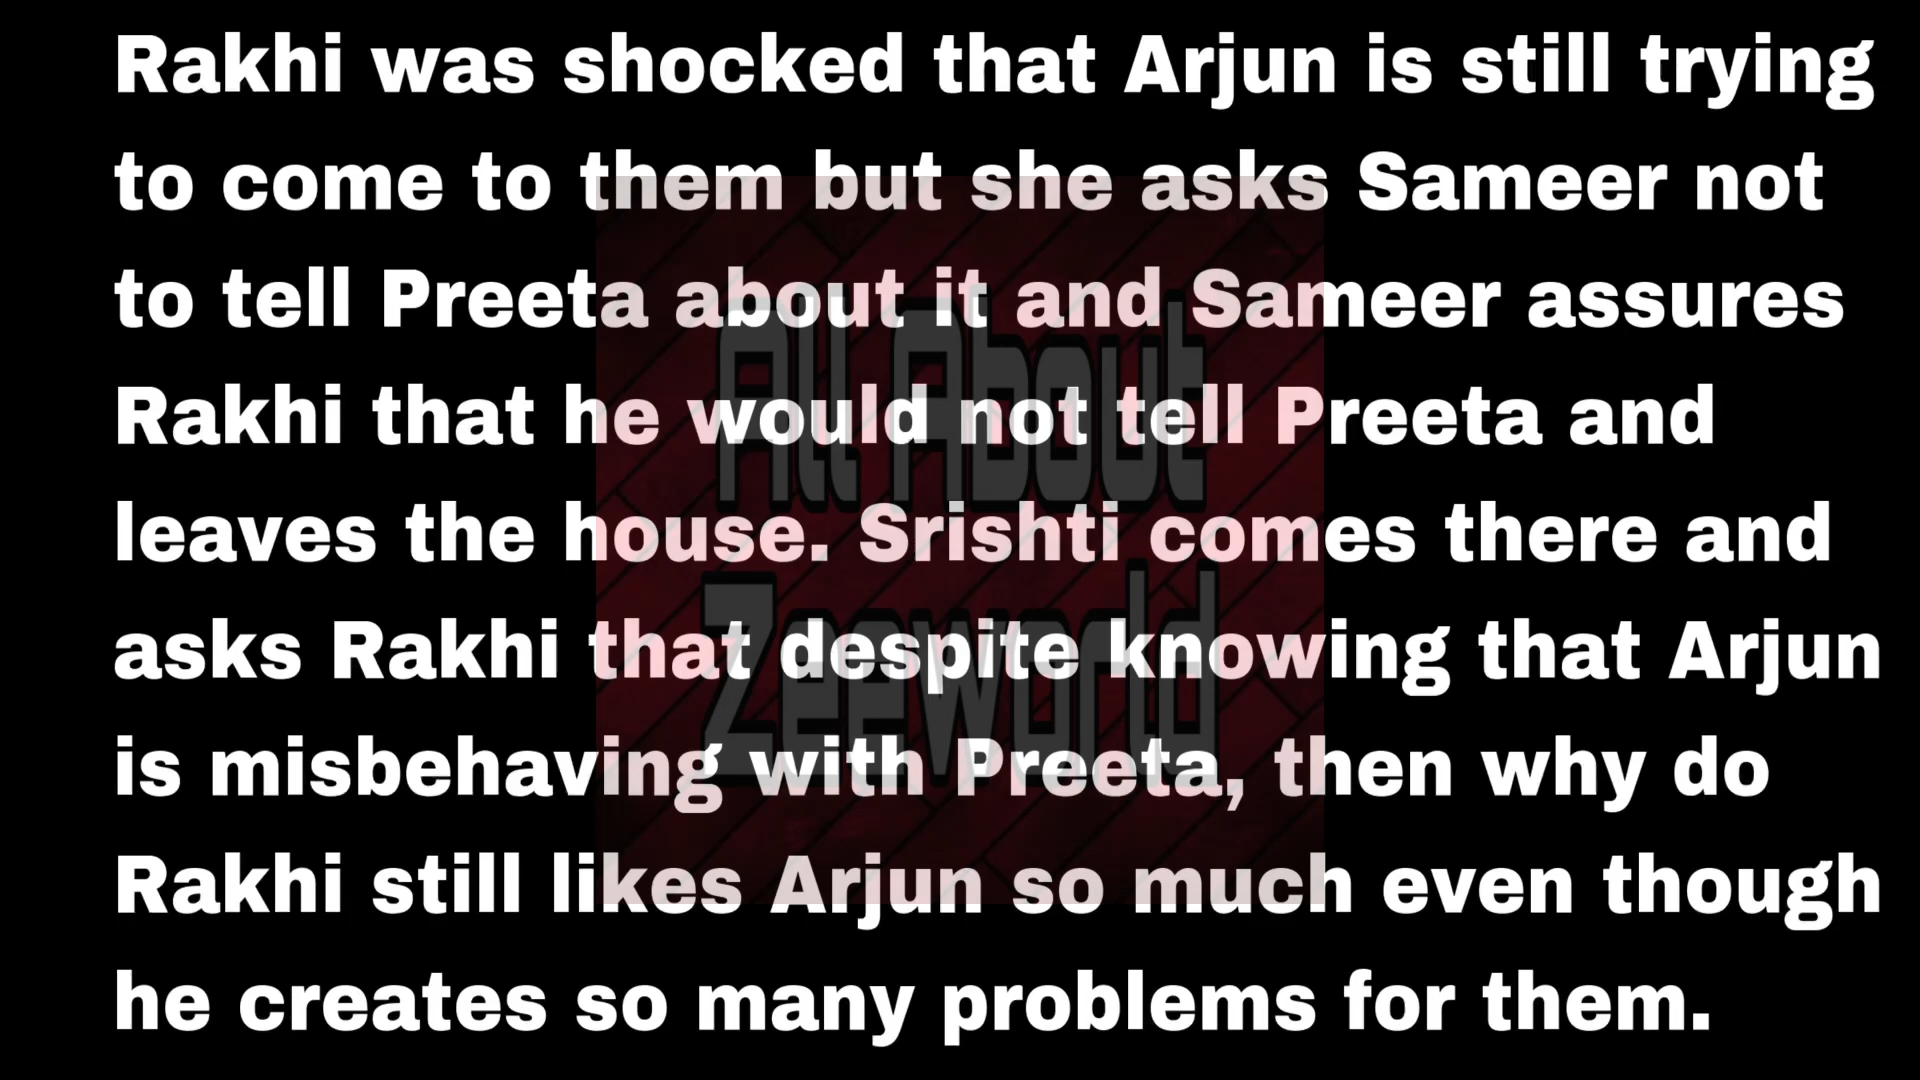 Rakhi was shocked that Arjun is still trying
to come to them but she asks Sameer not
to tell Preeta about it and Sameer assures
Rakhi that he would not tell Preeta and
leaves the house. Srishti comes there and
asks Rakhi that despite knowing that Arjun
is misbehaving with Preeta, then why do
Rakhi still likes Arjun so much even though
he creates so many problems for them.
All About
Zeeworld